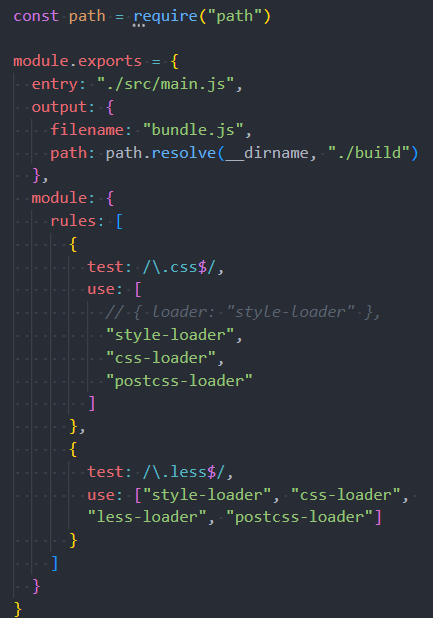 const path = require("path")

module.exports = {
  entry: "./src/main.js",
  output: {
    filename: "bundle.js",
    path: path.resolve(__dirname, "./build")
  },
  module: {
    rules: [
      {
        test: /\.css$/,
        use: [
          // { loader: "style-loader" },
          "style-loader",
          "css-loader",
          "postcss-loader"
        ]
      },
      {
        test: /\.less$/,
        use: ["style-loader", "css-loader",
        "less-loader", "postcss-loader"]
      }
    ]
  }
}